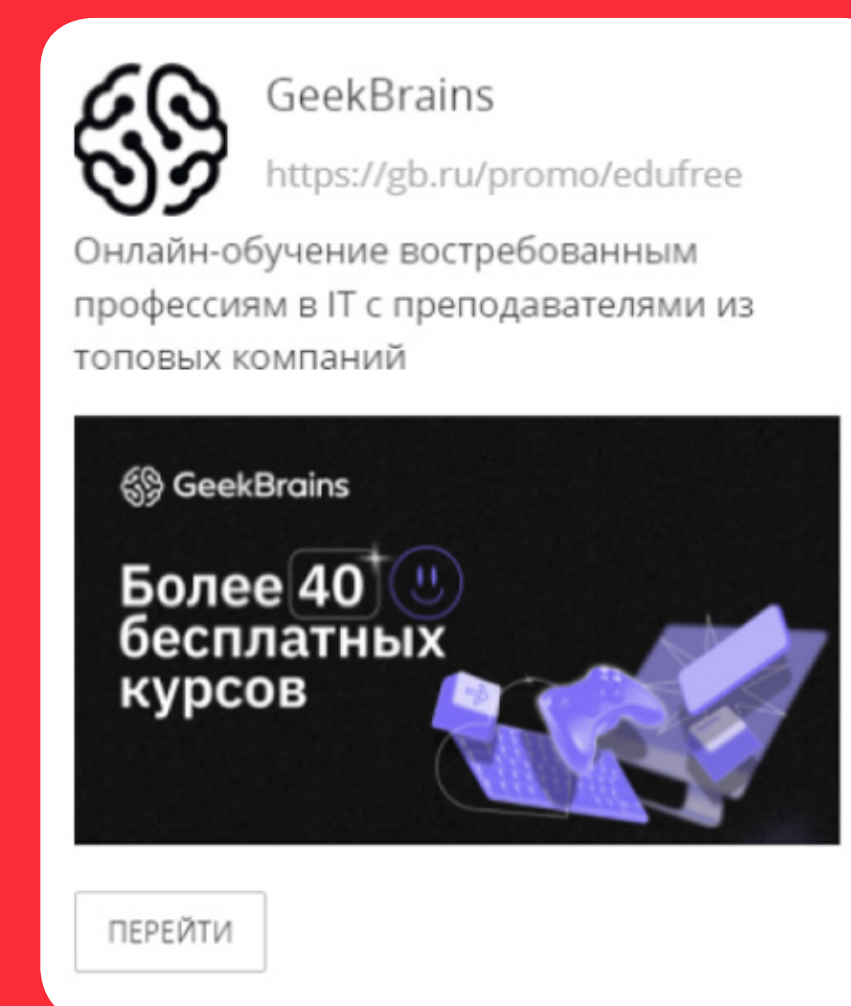 GeekBrains
https://gb.ru/promo/edufree
Онлайн-обучение востребованным
профессиям в IT с преподавателями из
топовых компаний
GeekBrains
Более 40
бесплатных
курсов
ПЕРЕЙТИ